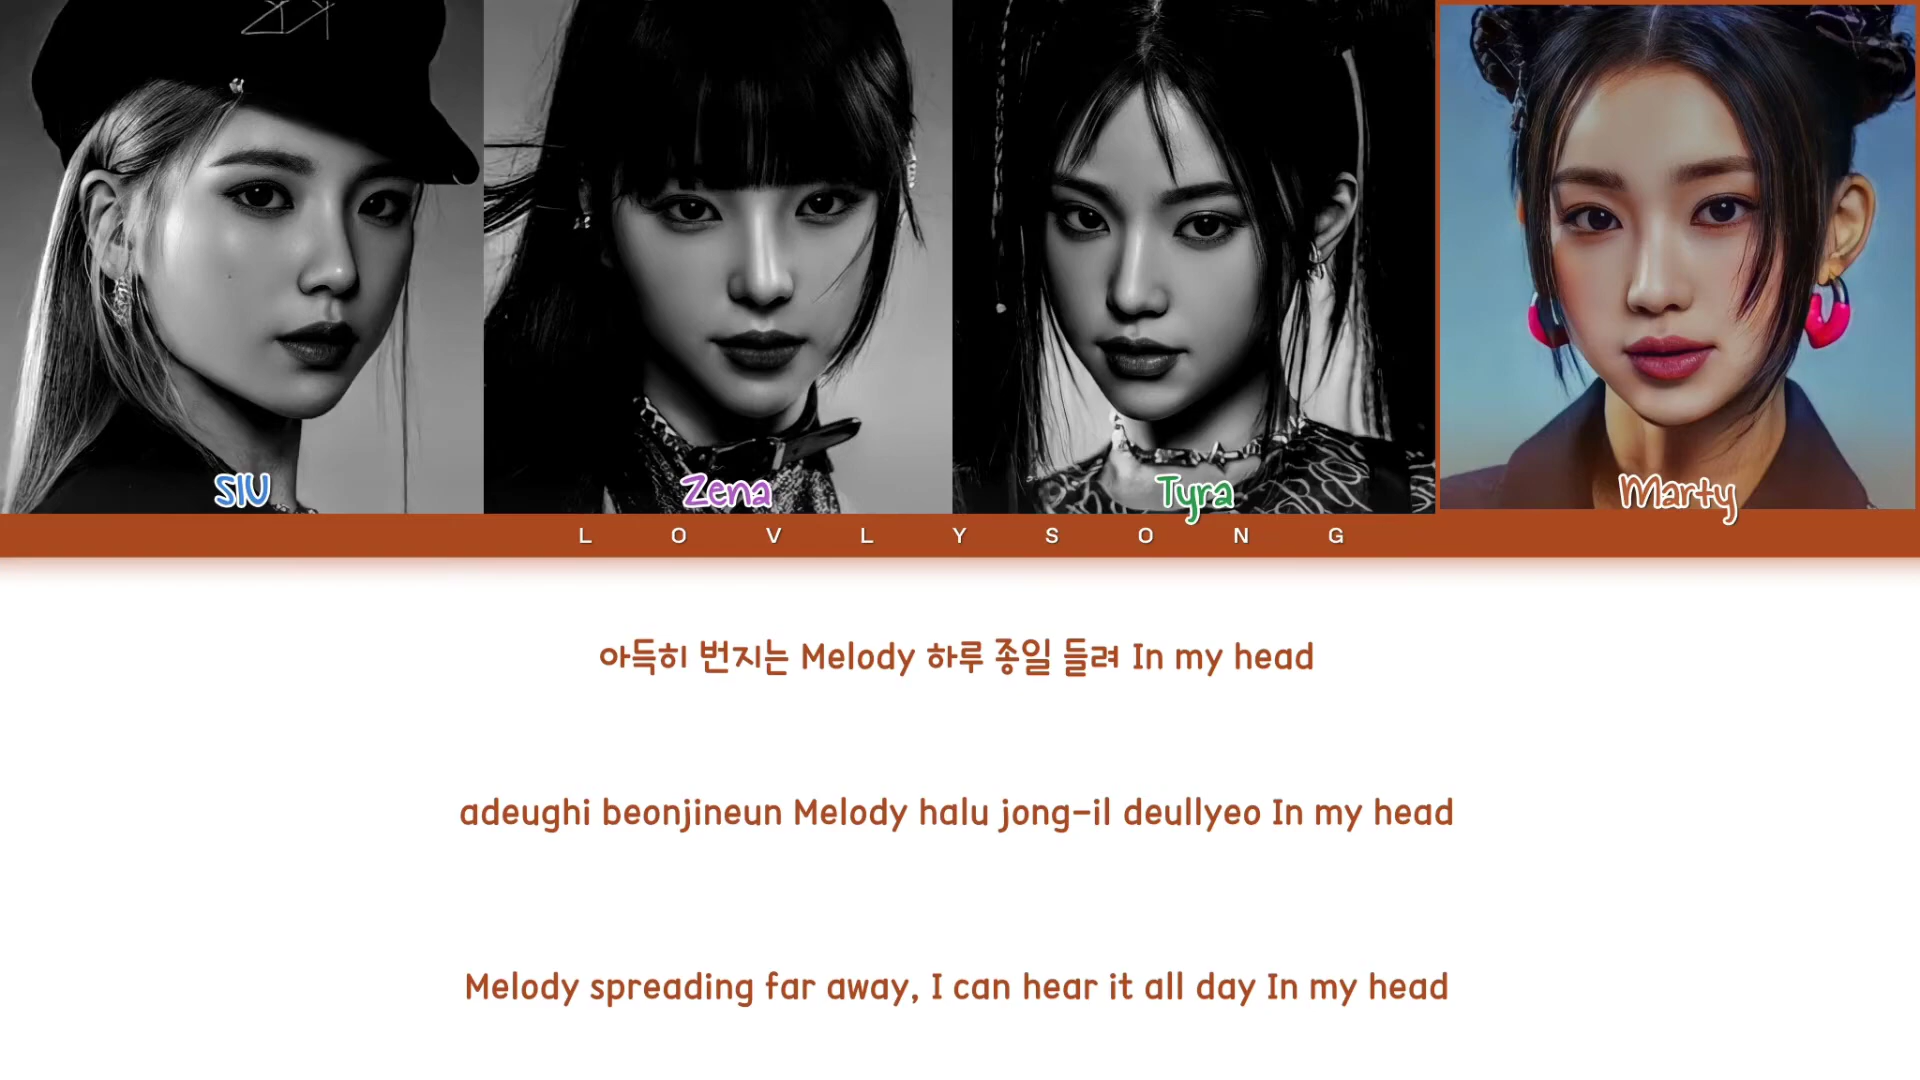 SIU
Zena
Tyra
Marty
LOVLYSONG
아득히 번지는 Melody 하루 종일 들려 In my head
adeughi beonjineun Melody halu jong-il deullyeo In my head
Melody spreading far away, I can hear it all day In my head